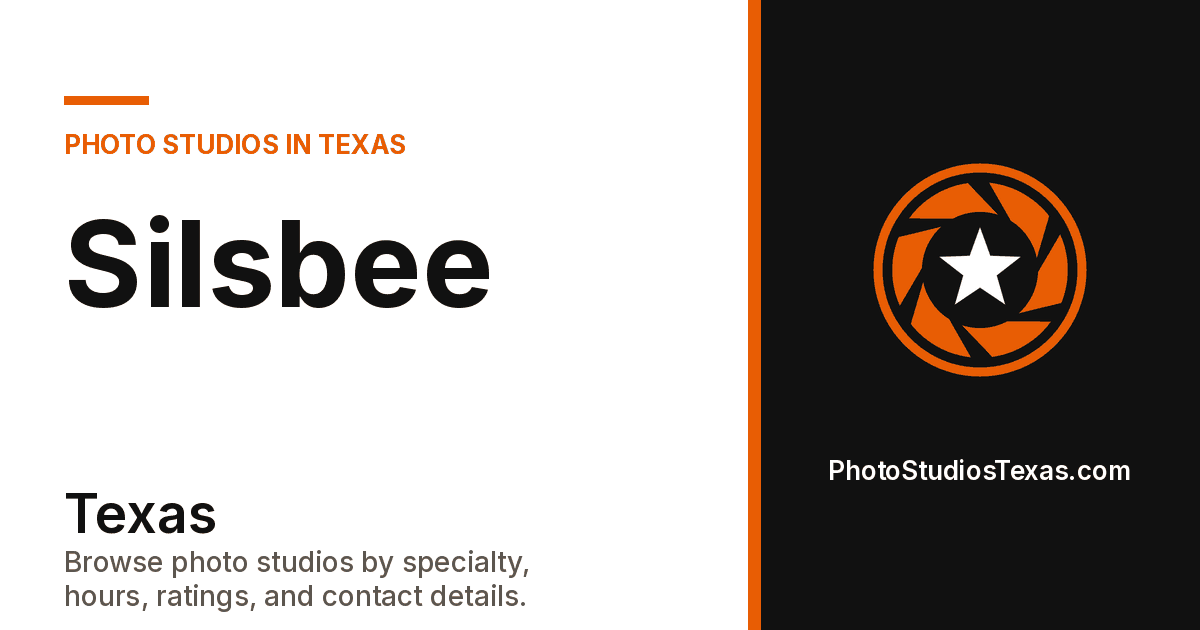 PHOTO STUDIOS IN TEXAS
Silsbee
Texas
Browse photo studios by specialty,
hours, ratings, and contact details.
PhotoStudiosTexas.com